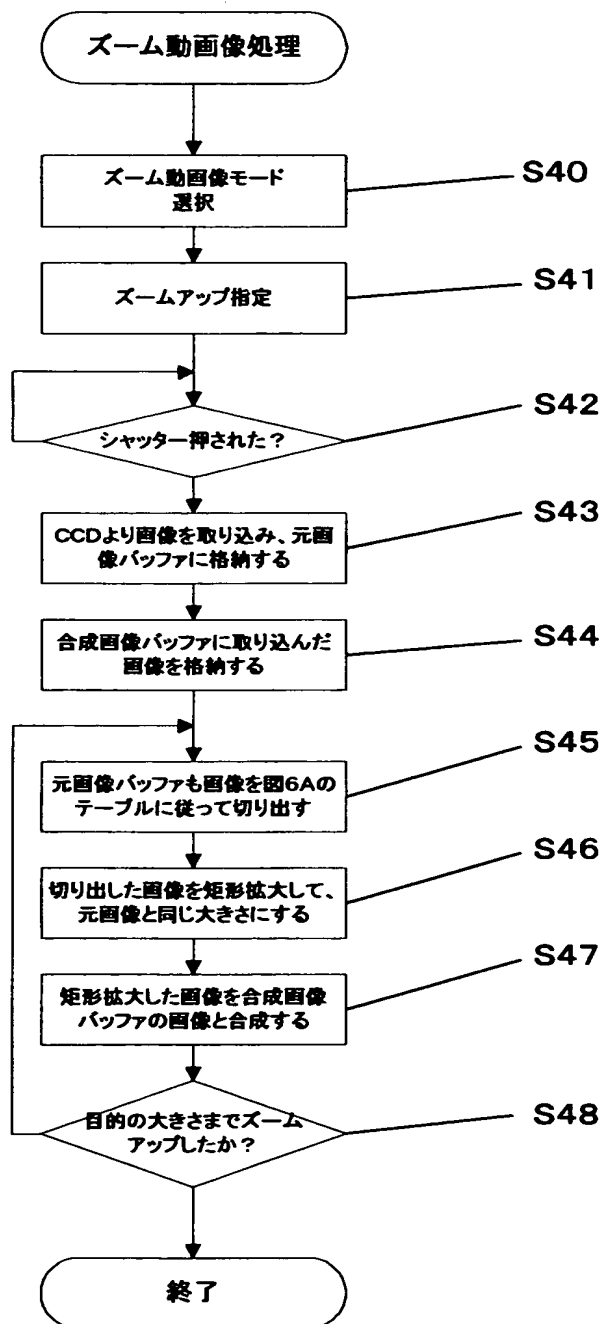 ズーム動画像処理
ズーム動画像モード
選択
S40
ズームアップ指定
S41
シャッター押された？
S42
CCDより画像を取り込み、元画
像バッファに格納する
S43
合成画像バッファに取り込んだ
画像を格納する
S44
元画像バッファも画像を図6Aの
テーブルに従って切り出す
S45
切り出した画像を矩形拡大して、
元画像と同じ大きさにする
S46
矩形拡大した画像を合成画像
バッファの画像と合成する
S47
目的の大きさまでズーム
アップしたか？
S48
終了